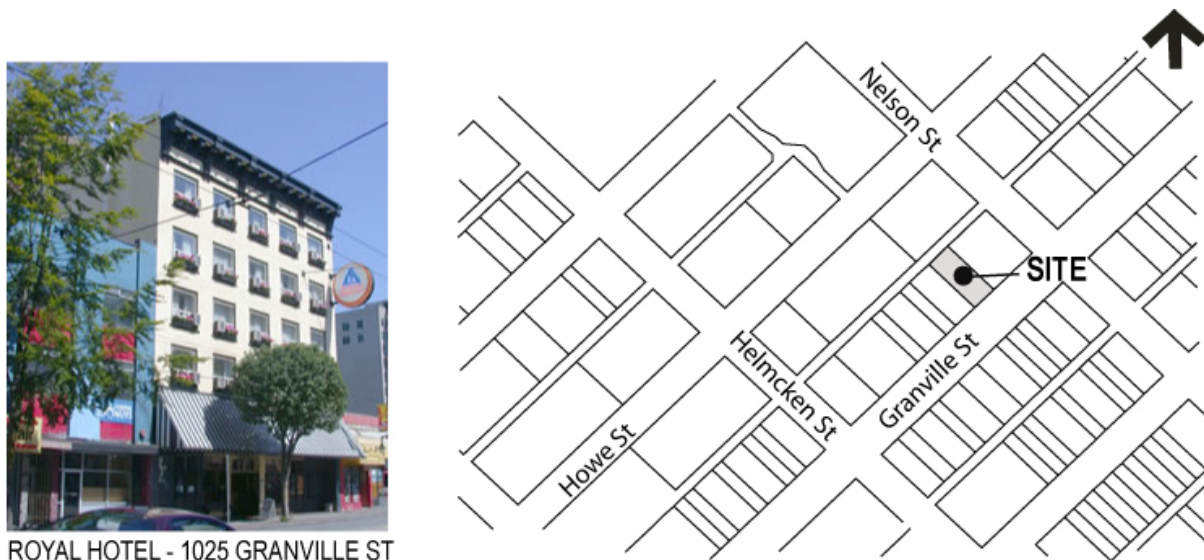 ROYAL HOTEL - 1025 GRANVILLE ST
Nelson St
SITE
Helmcken St
Granville St
Howe St